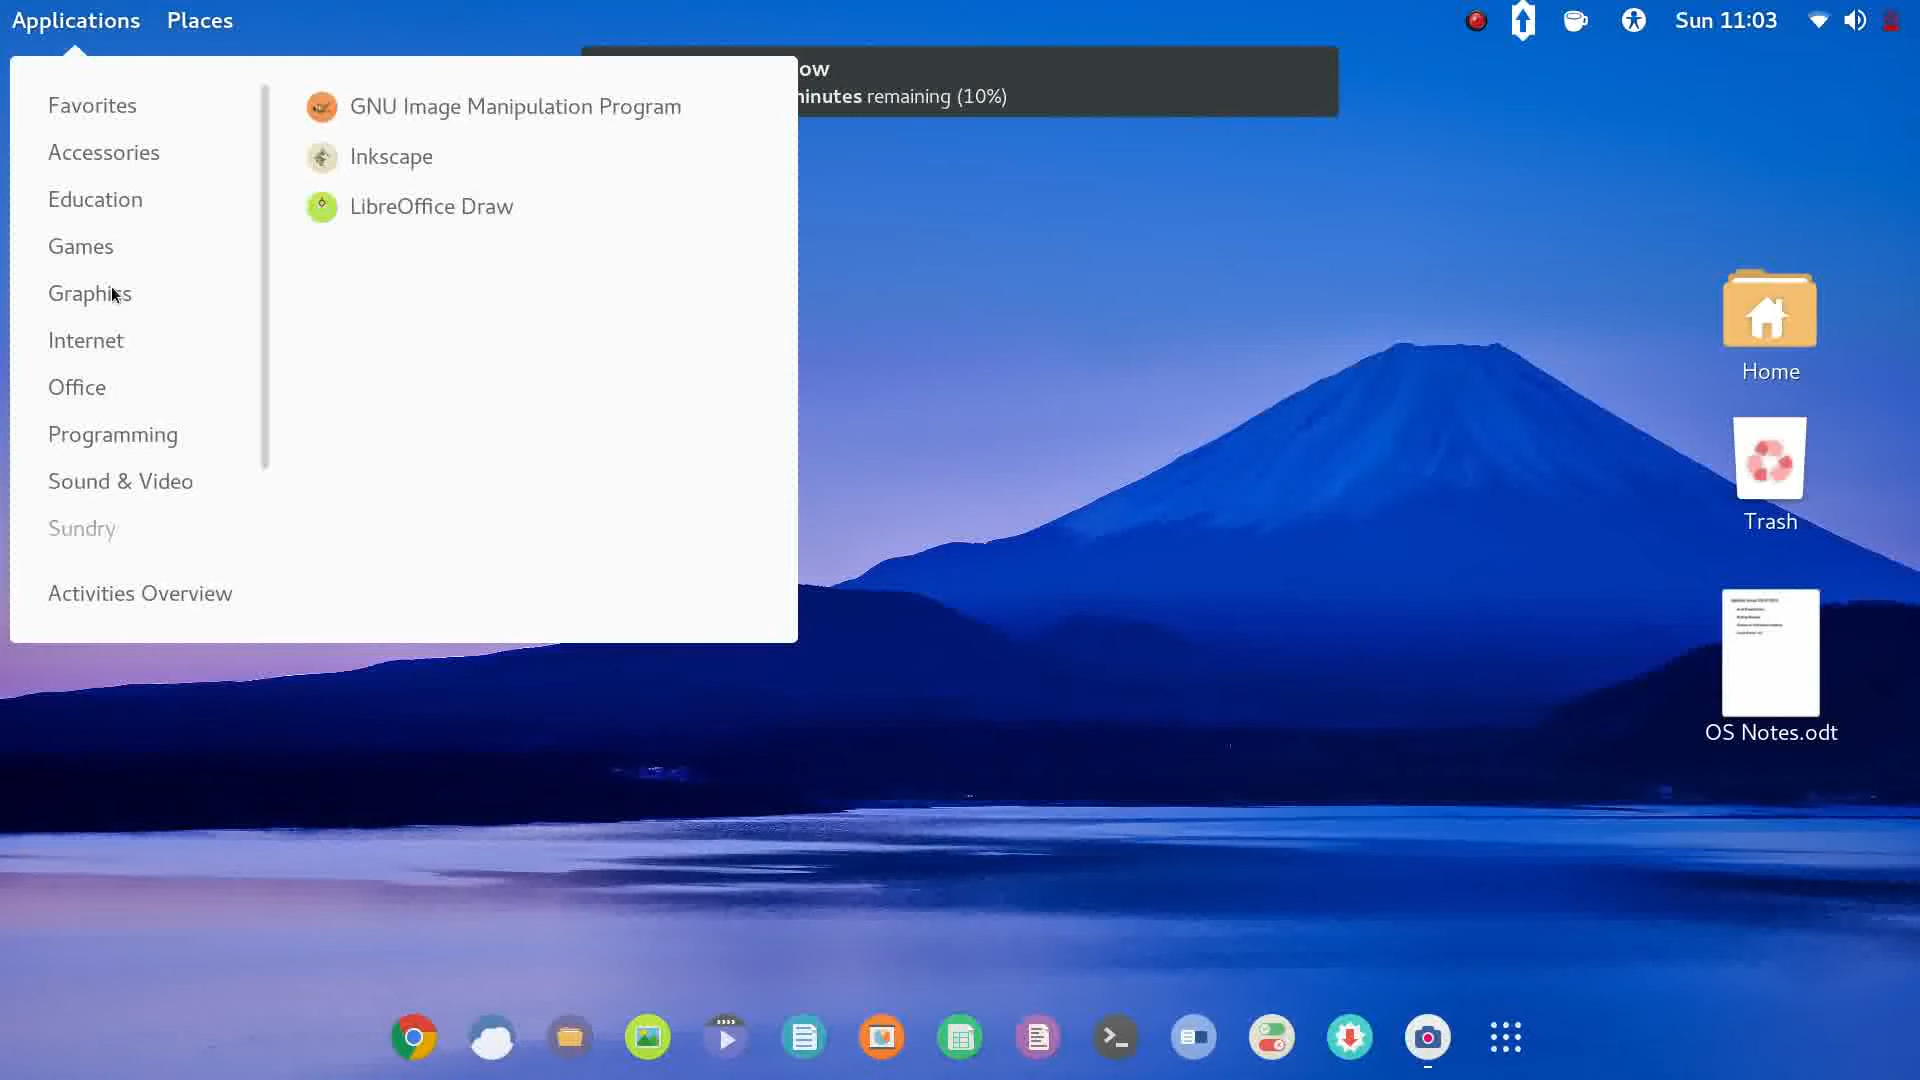 Applications Places
Sun 11:03
ow
inutes remaining (10%)
Favorites
Accessories
Education
Games
Graphics
Internet
Office
Programming
Sound & Video
Sundry
Activities Overview
GNU Image Manipulation Program
Inkscape
LibreOffice Draw
Home
Trash
OS Notes.odt